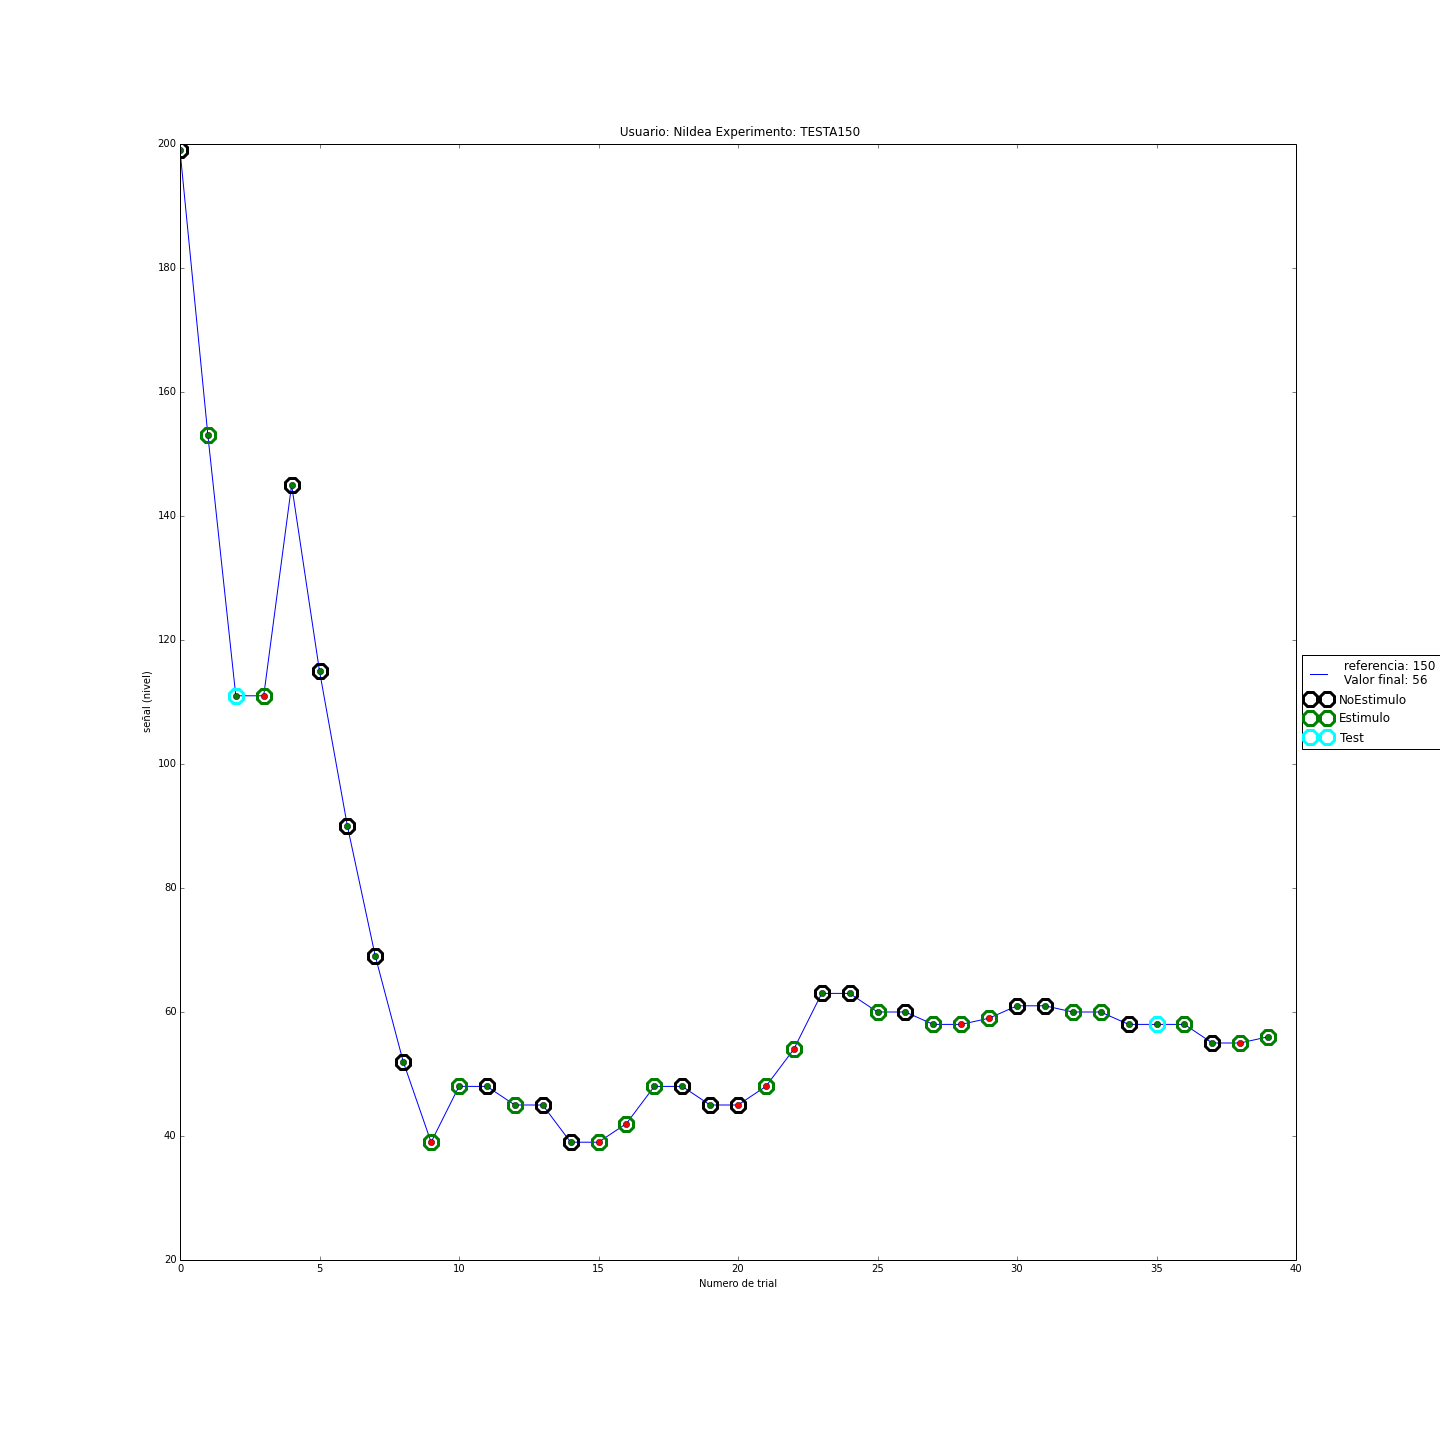 Usuario: NiIdea Experimento: TESTA150
200
180
160
140
120
100
80
60
40
20
señal (nivel)
0 5 10 15 20 25 30 35 40
Numero de trial
referencia: 150
Valor final: 56
NoEstimulo
Estimulo
Test